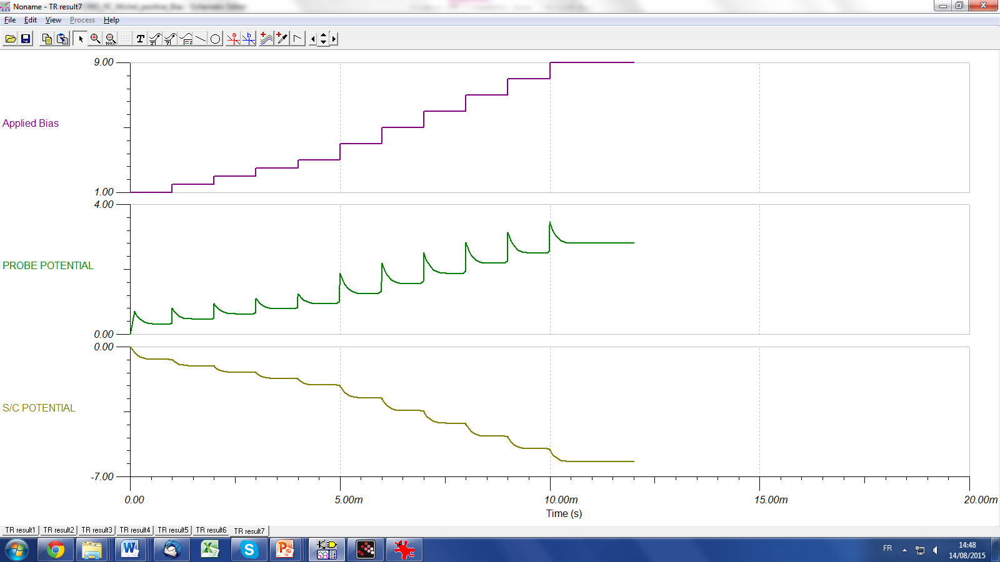 Noneame - TR result7
File Edit View Process Help
T 100% a b
9.00
Applied Bias
1.00
4.00
PROBE POTENTIAL
0.00
0.00
S/C POTENTIAL
-7.00
0.00 5.00m 10.00m 15.00m 20.00m
Time (s)
TR result1 TR result2 TR result3 TR result4 TR result5 TR result6 TR result7
FR 14:48
14/08/2015